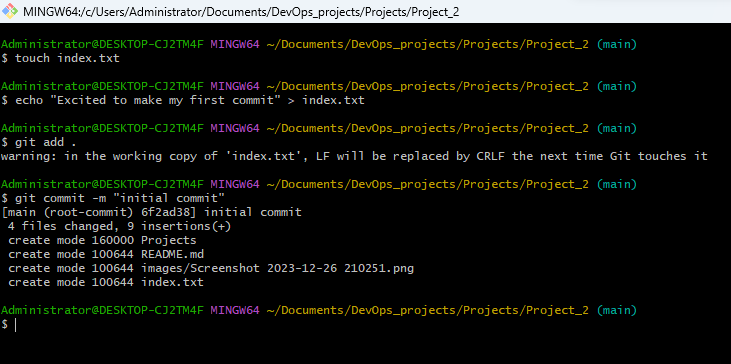 MINGW64:/c/Users/Administrator/Documents/DevOps_projects/Projects/Project_2
Administrator@DESKTOP-CJ2TM4F MINGW64 ~/Documents/DevOps_projects/Projects/Project_2 (main)
$ touch index.txt
Administrator@DESKTOP-CJ2TM4F MINGW64 ~/Documents/DevOps_projects/Projects/Project_2 (main)
$ echo "Excited to make my first commit" > index.txt
Administrator@DESKTOP-CJ2TM4F MINGW64 ~/Documents/DevOps_projects/Projects/Project_2 (main)
$ git add .
warning: in the working copy of 'index.txt', LF will be replaced by CRLF the next time Git touches it
Administrator@DESKTOP-CJ2TM4F MINGW64 ~/Documents/DevOps_projects/Projects/Project_2 (main)
$ git commit -m "initial commit"
[main (root-commit) 6f2ad38] initial commit
 4 files changed, 9 insertions(+)
 create mode 160000 Projects
 create mode 100644 README.md
 create mode 100644 images/Screenshot 2023-12-26 210251.png
 create mode 100644 index.txt
Administrator@DESKTOP-CJ2TM4F MINGW64 ~/Documents/DevOps_projects/Projects/Project_2 (main)
$